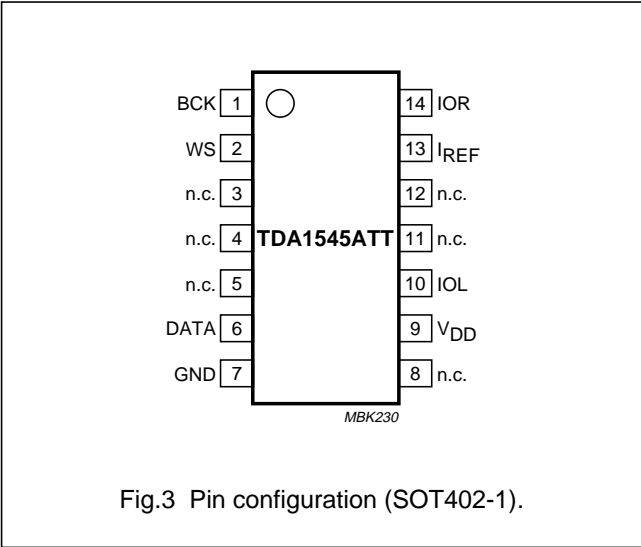 BCK 1 14 IOR
WS 2 13 IREF
n.c. 3 12 n.c.
n.c. 4 TDA1545ATT 11 n.c.
n.c. 5 10 IOL
DATA 6 9 VDD
GND 7 8 n.c.
MBK230
Fig.3 Pin configuration (SOT402-1).